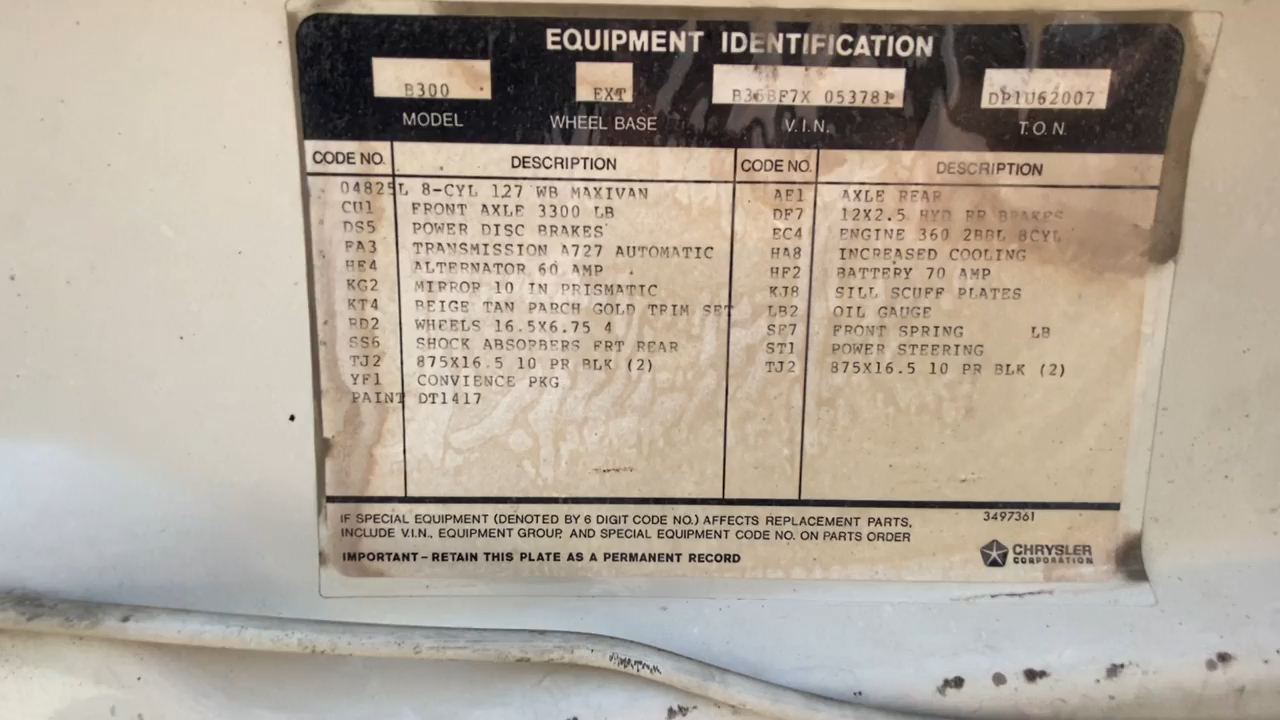 EQUIPMENT IDENTIFICATION
B300 EXT B36BF7X 053781 DP1U62007
MODEL WHEEL BASE V.I.N. T.O.N.
CODE NO. DESCRIPTION CODE NO. DESCRIPTION
04825L 8-CYL 127 WB MAXIVAN AE1 AXLE REAR
CU1 FRONT AXLE 3300 LB DF7 12X2.5 HYD RR BRAKES
DS5 POWER DISC BRAKES EC4 ENGINE 360 2BBL 8CYL
EA3 TRANSMISSION A727 AUTOMATIC HA8 INCREASED COOLING
HE4 ALTERNATOR 60 AMP HF2 BATTERY 70 AMP
KG2 MIRROR 10 IN PRISMATIC KJ8 SILL SCUFF PLATES
KT4 BEIGE TAN PARCH GOLD TRIM SET LB2 OIL GAUGE
RD2 WHEELS 16.5X6.75 4 SF7 FRONT SPRING LB
SS6 SHOCK ABSORBERS FRT REAR ST1 POWER STEERING
TJ2 875X16.5 10 PR BLK (2) TJ2 875X16.5 10 PR BLK (2)
YF1 CONVIENCE PKG
PAINT DT1417
IF SPECIAL EQUIPMENT (DENOTED BY 6 DIGIT CODE NO.) AFFECTS REPLACEMENT PARTS, 3497361
INCLUDE V.I.N., EQUIPMENT GROUP, AND SPECIAL EQUIPMENT CODE NO. ON PARTS ORDER
IMPORTANT – RETAIN THIS PLATE AS A PERMANENT RECORD
CHRYSLER
CORPORATION